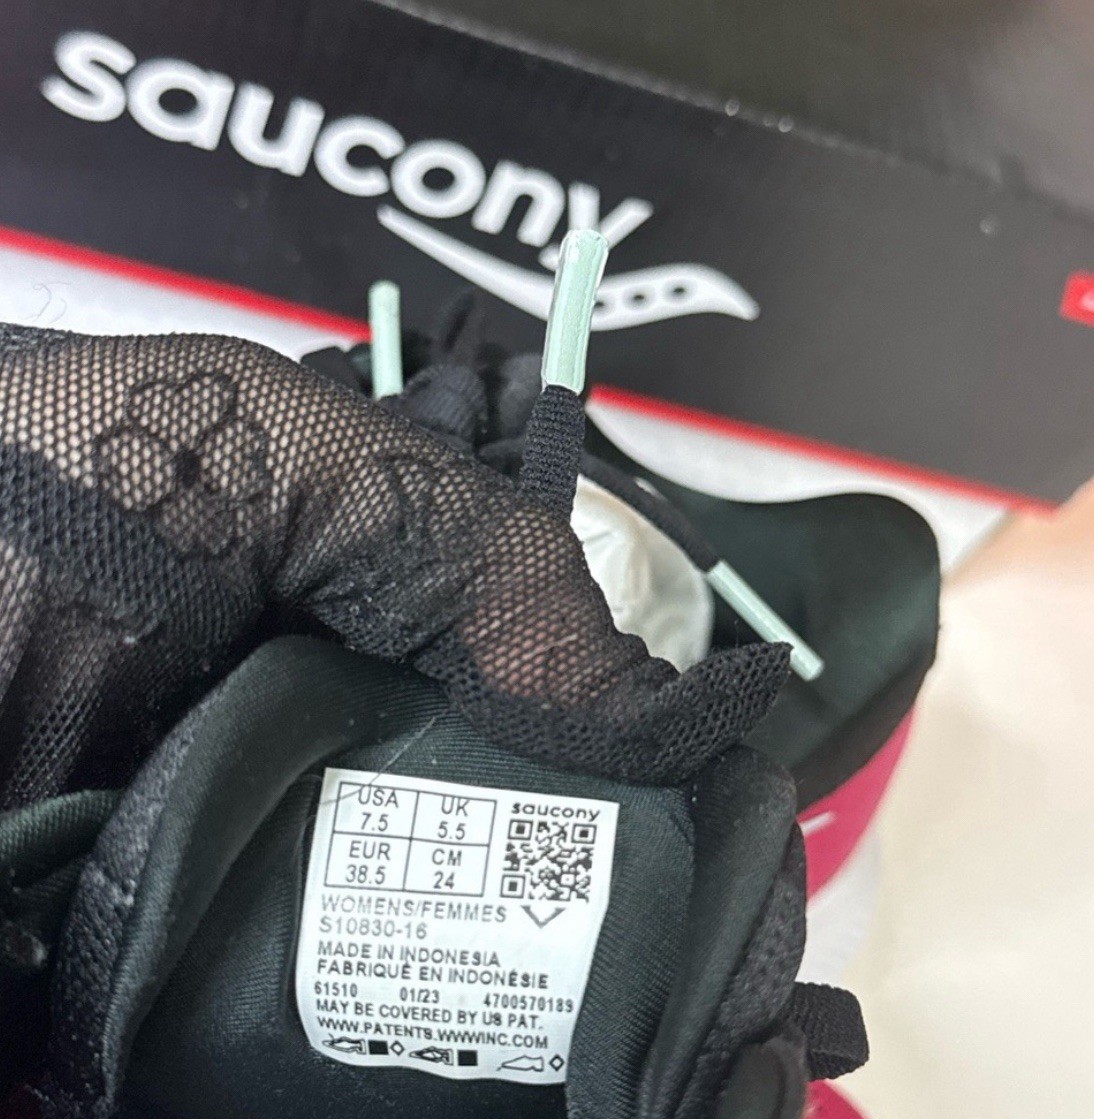 saucony
USA UK
7.5 5.5
EUR CM
38.5 24
saucony
WOMENS/FEMMES
S10830-16
MADE IN INDONESIA
FABRIQUÉ EN INDONÉSIE
61510 01/23 4700570189
MAY BE COVERED BY US PAT.
WWW.PATENTS.WWWINC.COM